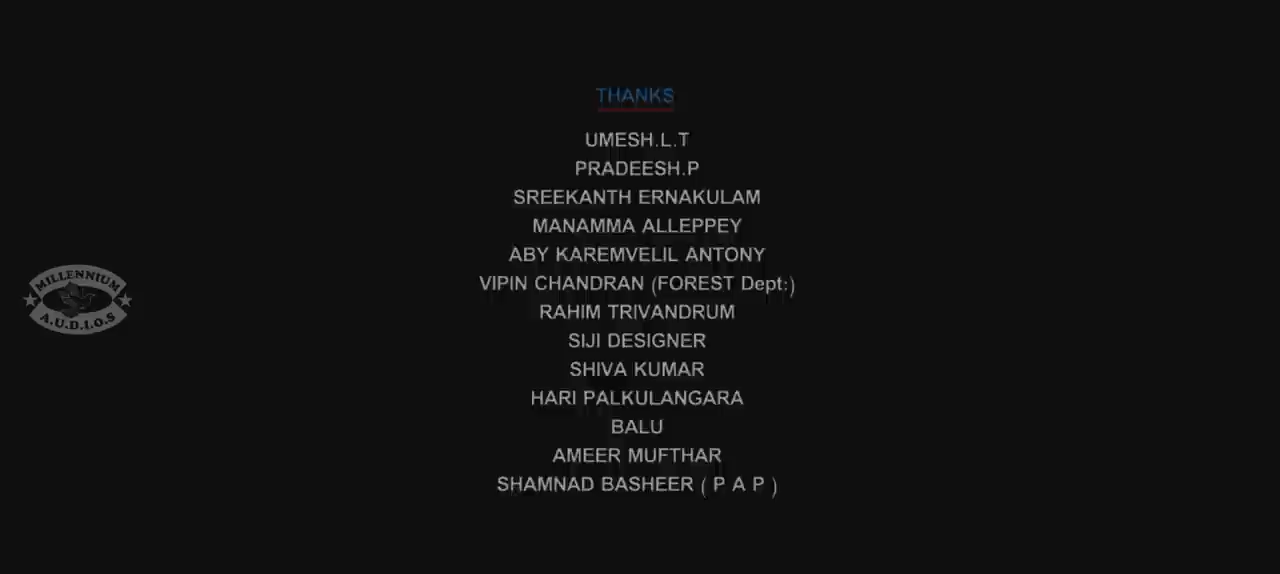 THANKS
UMESH.L.T
PRADEESH.P
SREEKANTH ERNAKULAM
MANAMMA ALLEPPEY
ABY KAREMVELIL ANTONY
VIPIN CHANDRAN (FOREST Dept:)
RAHIM TRIVANDRUM
SIJI DESIGNER
SHIVA KUMAR
HARI PALKULANGARA
BALU
AMEER MUFTHAR
SHAMNAD BASHEER ( P A P )
MILLENNIUM
A.U.D.I.O.S